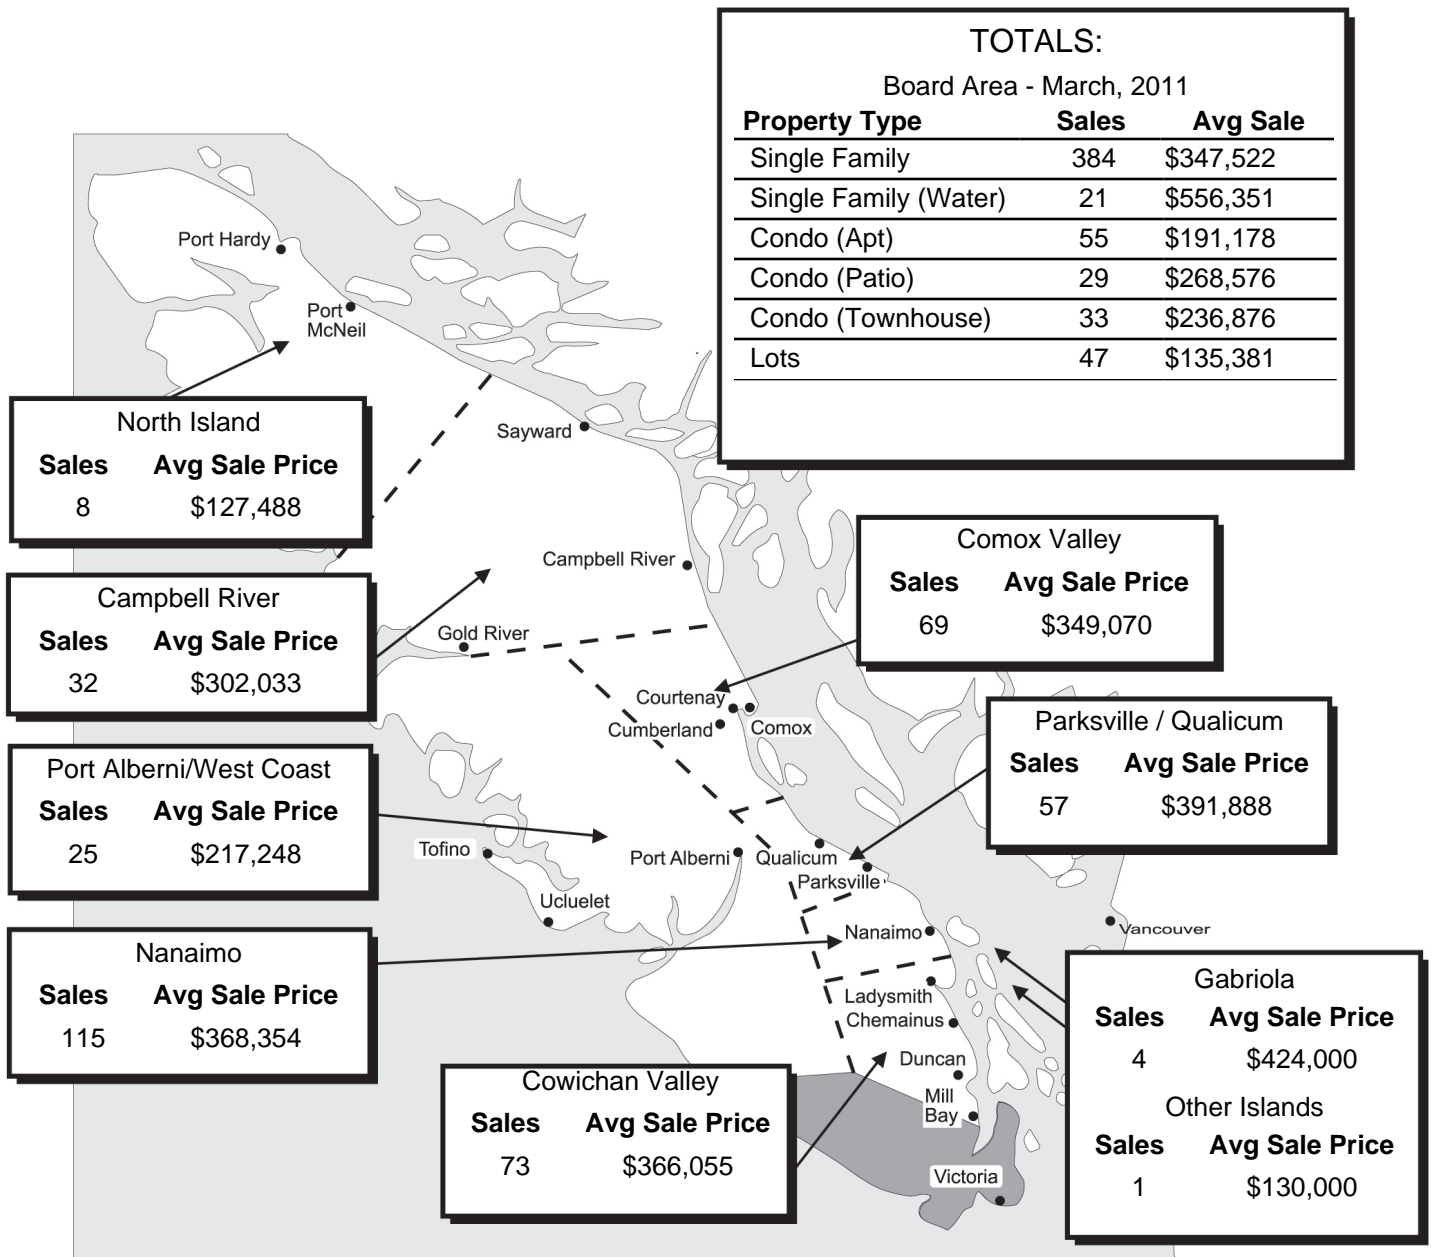 TOTALS:
Board Area - March, 2011
Property Type Sales Avg Sale
Single Family 384 $347,522
Single Family (Water) 21 $556,351
Condo (Apt) 55 $191,178
Condo (Patio) 29 $268,576
Condo (Townhouse) 33 $236,876
Lots 47 $135,381
Port Hardy
Port
McNeil
North Island
Sales Avg Sale Price
8 $127,488
Sayward
Campbell River
Campbell River
Sales Avg Sale Price
32 $302,033
Gold River
Comox Valley
Sales Avg Sale Price
69 $349,070
Courtenay
Cumberland
Comox
Parksville / Qualicum
Sales Avg Sale Price
57 $391,888
Port Alberni/West Coast
Sales Avg Sale Price
25 $217,248
Tofino
Port Alberni
Qualicum
Parksville
Ucluelet
Nanaimo
Vancouver
Nanaimo
Sales Avg Sale Price
115 $368,354
Ladysmith
Chemainus
Duncan
Mill
Bay
Gabriola
Sales Avg Sale Price
4 $424,000
Other Islands
Sales Avg Sale Price
1 $130,000
Cowichan Valley
Sales Avg Sale Price
73 $366,055
Victoria